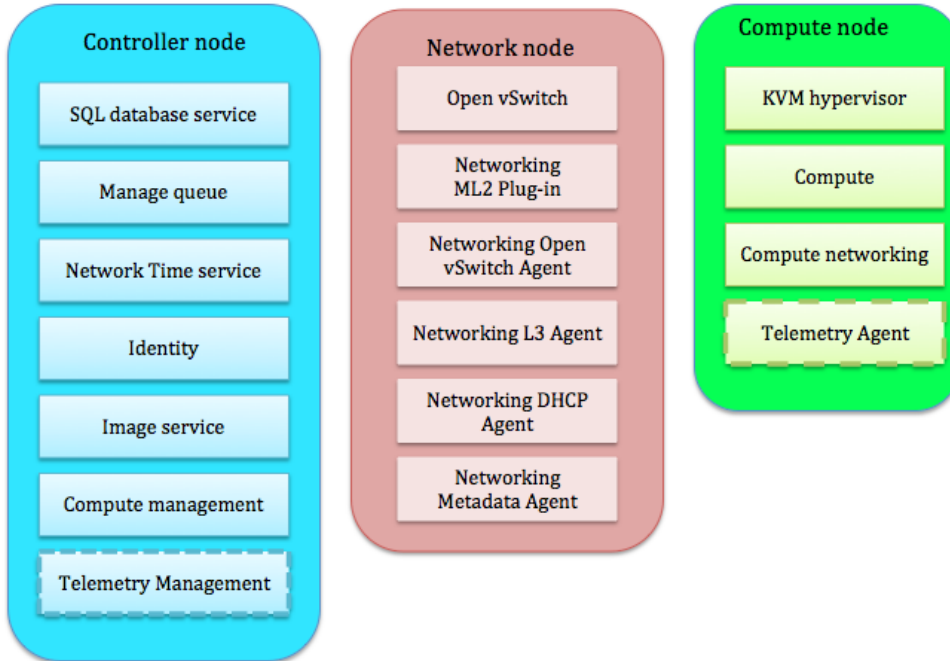 Controller node
SQL database service
Manage queue
Network Time service
Identity
Image service
Compute management
Telemetry Management
Network node
Open vSwitch
Networking
ML2 Plug-in
Networking Open
vSwitch Agent
Networking L3 Agent
Networking DHCP
Agent
Networking
Metadata Agent
Compute node
KVM hypervisor
Compute
Compute networking
Telemetry Agent